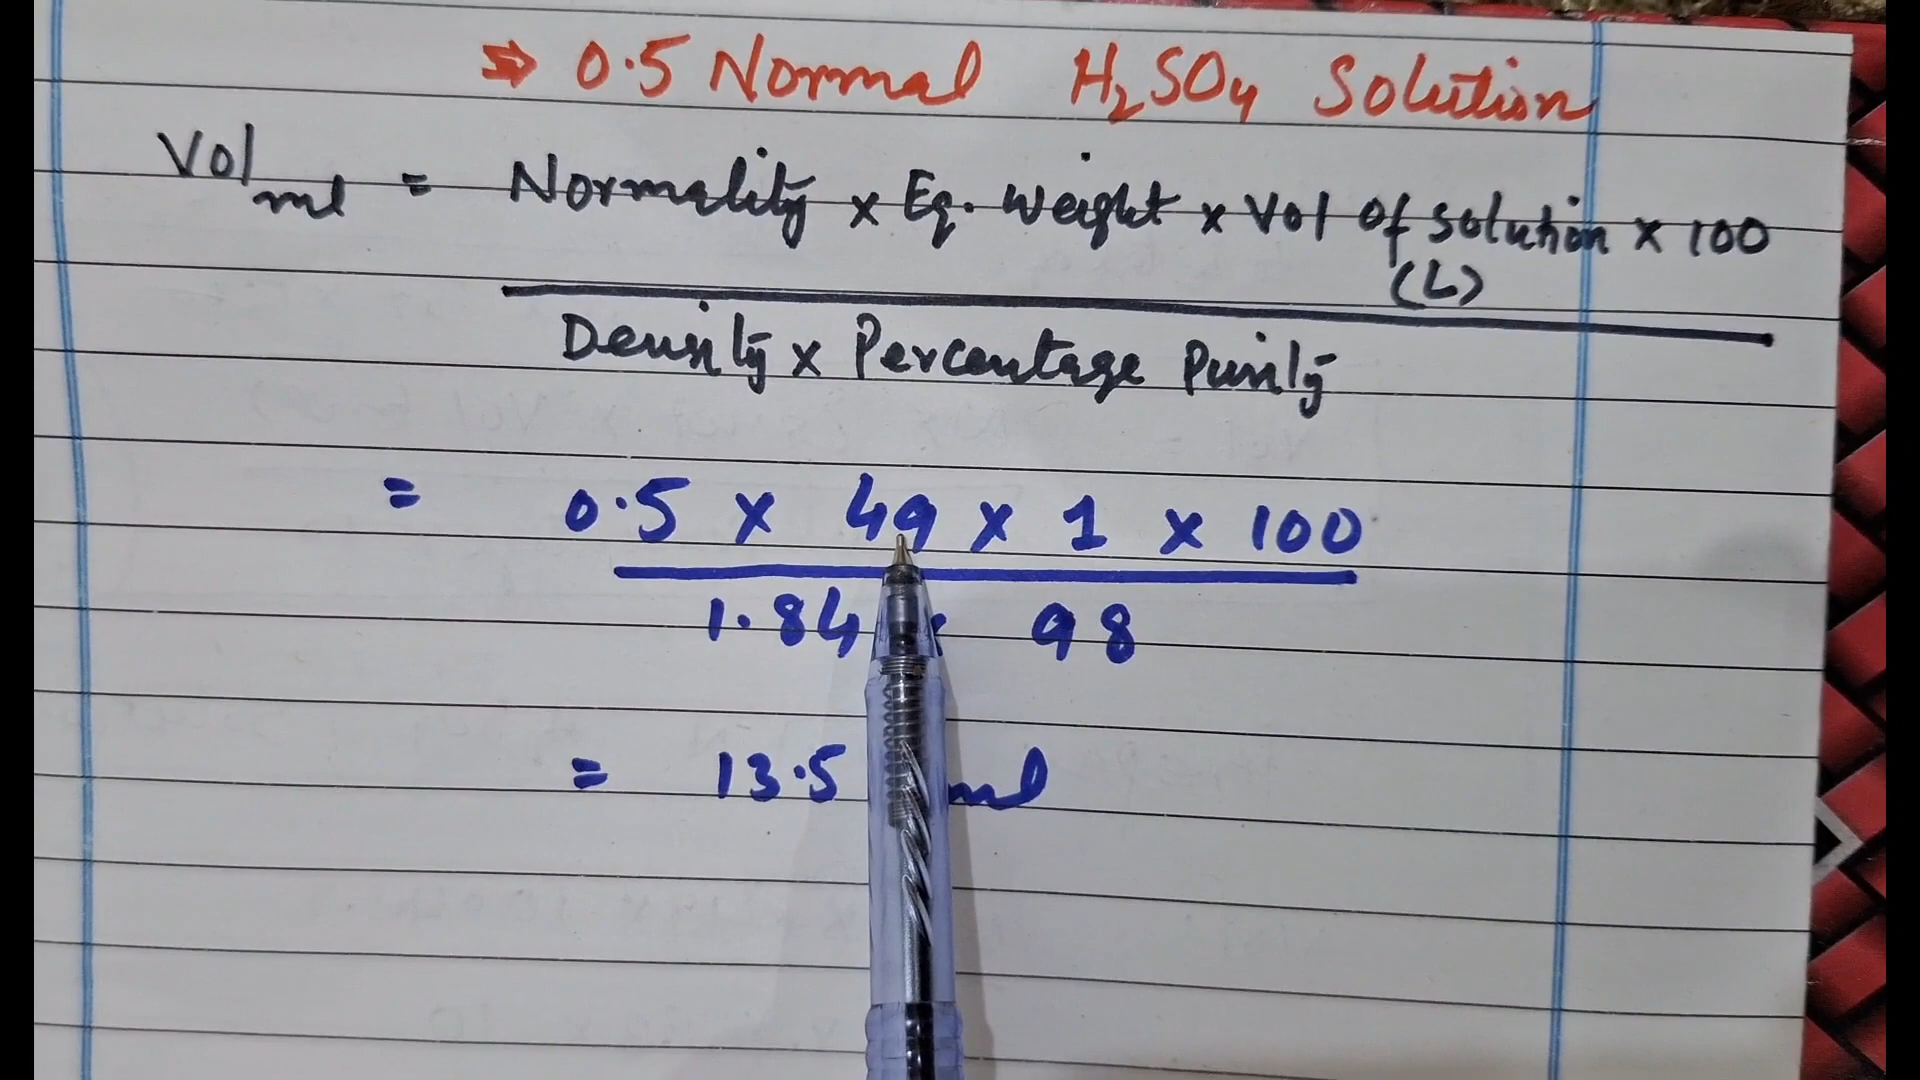 ⇒ 0.5 Normal H₂SO₄ Solution
Vol ml = Normality x Eq. Weight x Vol of solution x 100
(L)
Density x Percentage Purity
= 0.5 x 49 x 1 x 100
1.84 x 98
= 13.5 ml